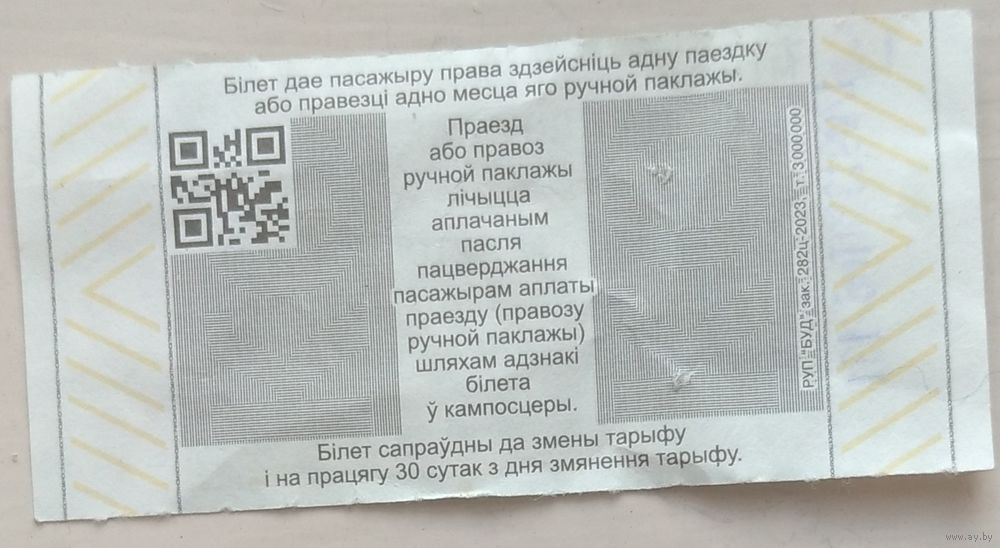 Білет дае пасажыру права здзейсніць адну паездку
або правезці адно месца яго ручной паклажы.
Праезд
або правоз
ручной паклажы
лічыцца
аплачаным
пасля
пацверджання
пасажырам аплаты
праезду (правозу
ручной паклажы)
шляхам адзнакі
білета
ў кампосцеры.
РУП "БУД" зак. 282ц-2023, т. 3 000 000
Білет сапраўдны да змены тарыфу
і на працягу 30 сутак з дня змянення тарыфу.
www.ay.by